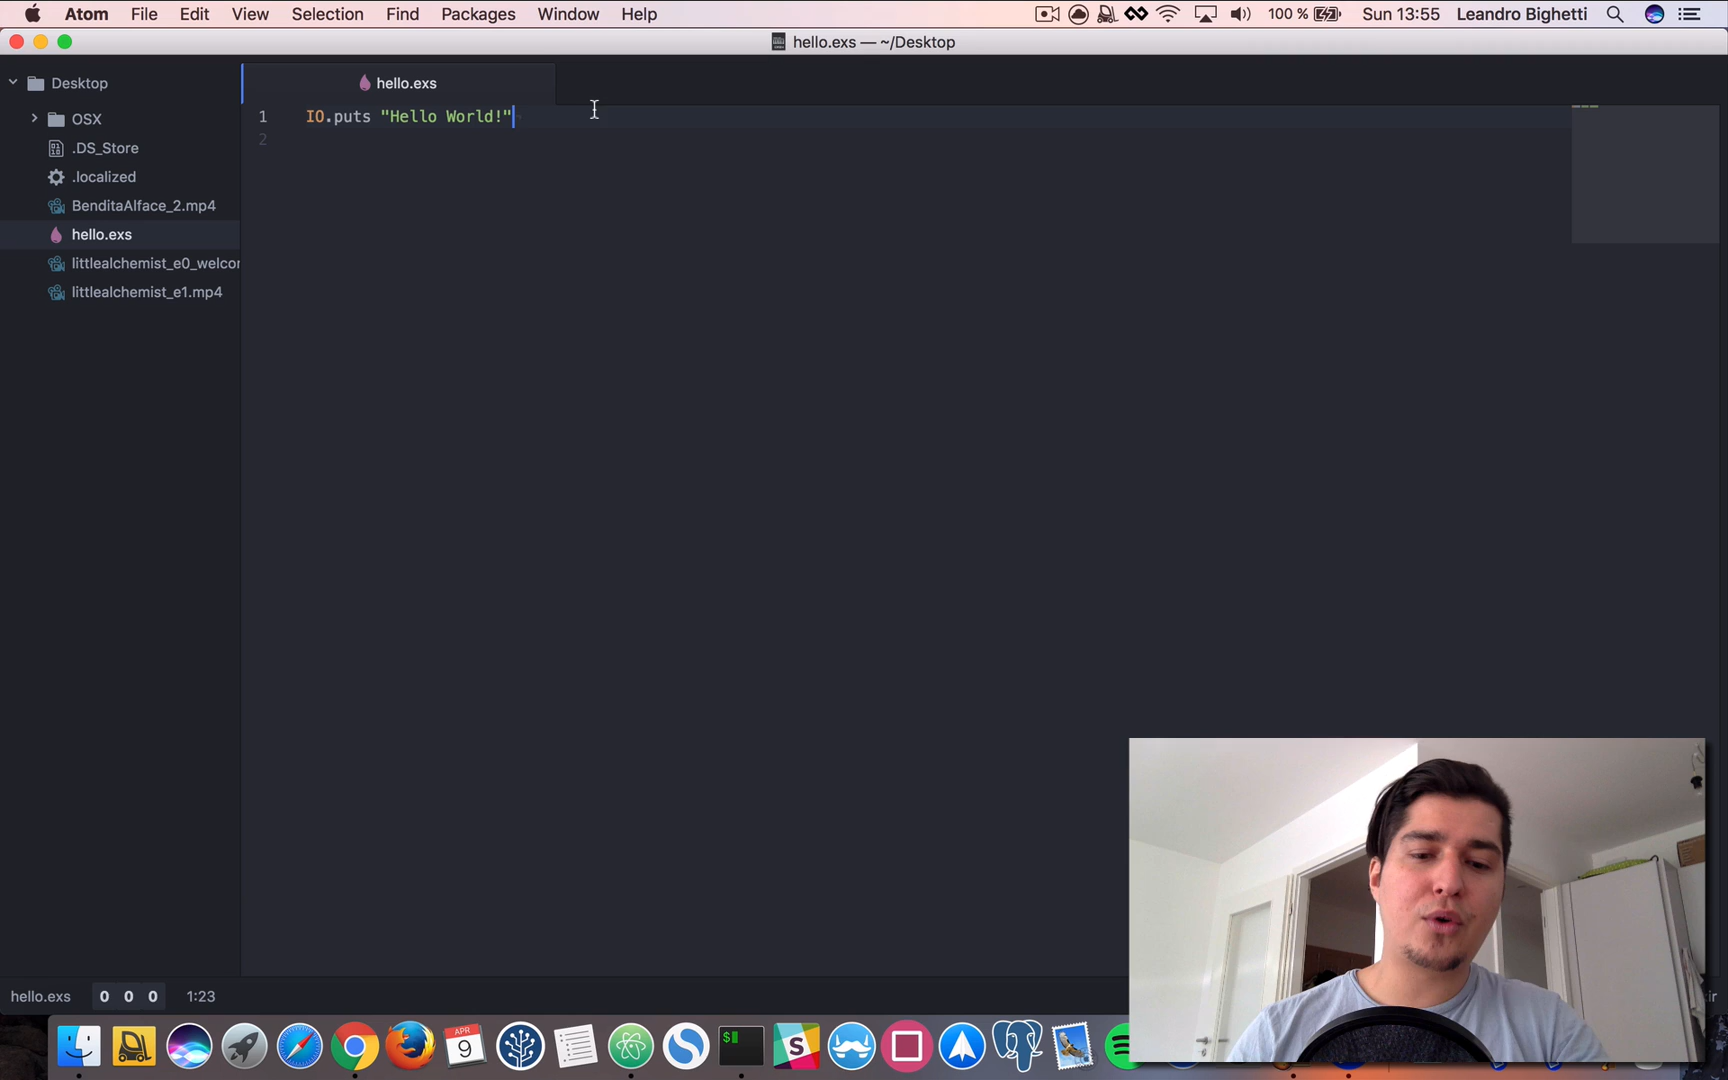 Atom File Edit View Selection Find Packages Window Help 100 % Sun 13:55 Leandro Bighetti
hello.exs — ~/Desktop
Desktop
hello.exs
OSX
.DS_Store
.localized
BenditaAlface_2.mp4
hello.exs
littlealchemist_e0_welcor
littlealchemist_e1.mp4
1 IO.puts "Hello World!"
2
hello.exs 0 0 0 1:23
APR
9
$
S